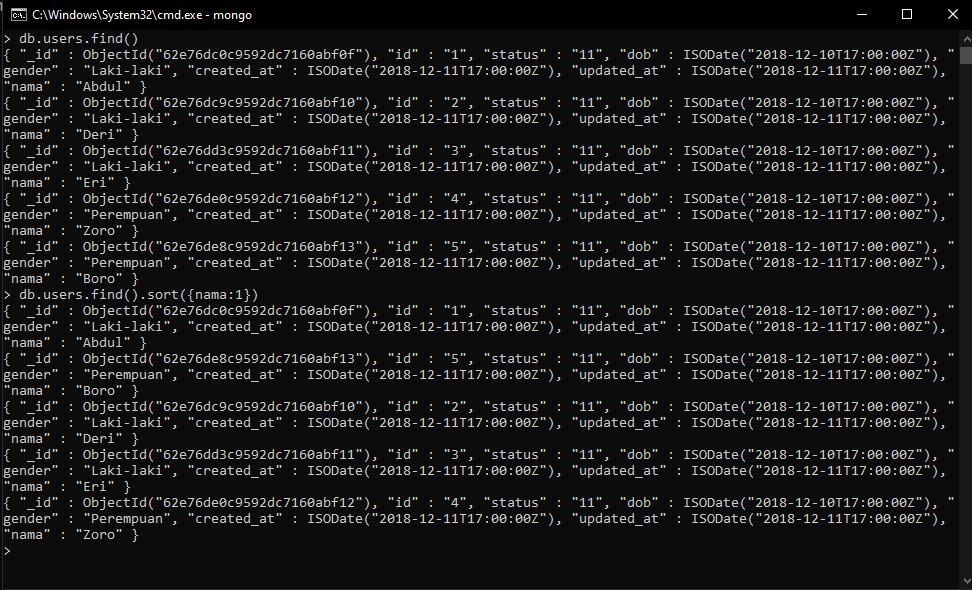 C:\Windows\System32\cmd.exe - mongo
> db.users.find()
{ "_id" : ObjectId("62e76dc0c9592dc7160abf0f"), "id" : "1", "status" : "11", "dob" : ISODate("2018-12-10T17:00:00Z"), "
gender" : "Laki-laki", "created_at" : ISODate("2018-12-11T17:00:00Z"), "updated_at" : ISODate("2018-12-11T17:00:00Z"),
"nama" : "Abdul" }
{ "_id" : ObjectId("62e76dc9c9592dc7160abf10"), "id" : "2", "status" : "11", "dob" : ISODate("2018-12-10T17:00:00Z"), "
gender" : "Laki-laki", "created_at" : ISODate("2018-12-11T17:00:00Z"), "updated_at" : ISODate("2018-12-11T17:00:00Z"),
"nama" : "Deri" }
{ "_id" : ObjectId("62e76dd3c9592dc7160abf11"), "id" : "3", "status" : "11", "dob" : ISODate("2018-12-10T17:00:00Z"), "
gender" : "Laki-laki", "created_at" : ISODate("2018-12-11T17:00:00Z"), "updated_at" : ISODate("2018-12-11T17:00:00Z"),
"nama" : "Eri" }
{ "_id" : ObjectId("62e76de0c9592dc7160abf12"), "id" : "4", "status" : "11", "dob" : ISODate("2018-12-10T17:00:00Z"), "
gender" : "Perempuan", "created_at" : ISODate("2018-12-11T17:00:00Z"), "updated_at" : ISODate("2018-12-11T17:00:00Z"),
"nama" : "Zoro" }
{ "_id" : ObjectId("62e76de8c9592dc7160abf13"), "id" : "5", "status" : "11", "dob" : ISODate("2018-12-10T17:00:00Z"), "
gender" : "Perempuan", "created_at" : ISODate("2018-12-11T17:00:00Z"), "updated_at" : ISODate("2018-12-11T17:00:00Z"),
"nama" : "Boro" }
> db.users.find().sort({nama:1})
{ "_id" : ObjectId("62e76dc0c9592dc7160abf0f"), "id" : "1", "status" : "11", "dob" : ISODate("2018-12-10T17:00:00Z"), "
gender" : "Laki-laki", "created_at" : ISODate("2018-12-11T17:00:00Z"), "updated_at" : ISODate("2018-12-11T17:00:00Z"),
"nama" : "Abdul" }
{ "_id" : ObjectId("62e76de8c9592dc7160abf13"), "id" : "5", "status" : "11", "dob" : ISODate("2018-12-10T17:00:00Z"), "
gender" : "Perempuan", "created_at" : ISODate("2018-12-11T17:00:00Z"), "updated_at" : ISODate("2018-12-11T17:00:00Z"),
"nama" : "Boro" }
{ "_id" : ObjectId("62e76dc9c9592dc7160abf10"), "id" : "2", "status" : "11", "dob" : ISODate("2018-12-10T17:00:00Z"), "
gender" : "Laki-laki", "created_at" : ISODate("2018-12-11T17:00:00Z"), "updated_at" : ISODate("2018-12-11T17:00:00Z"),
"nama" : "Deri" }
{ "_id" : ObjectId("62e76dd3c9592dc7160abf11"), "id" : "3", "status" : "11", "dob" : ISODate("2018-12-10T17:00:00Z"), "
gender" : "Laki-laki", "created_at" : ISODate("2018-12-11T17:00:00Z"), "updated_at" : ISODate("2018-12-11T17:00:00Z"),
"nama" : "Eri" }
{ "_id" : ObjectId("62e76de0c9592dc7160abf12"), "id" : "4", "status" : "11", "dob" : ISODate("2018-12-10T17:00:00Z"), "
gender" : "Perempuan", "created_at" : ISODate("2018-12-11T17:00:00Z"), "updated_at" : ISODate("2018-12-11T17:00:00Z"),
"nama" : "Zoro" }
>